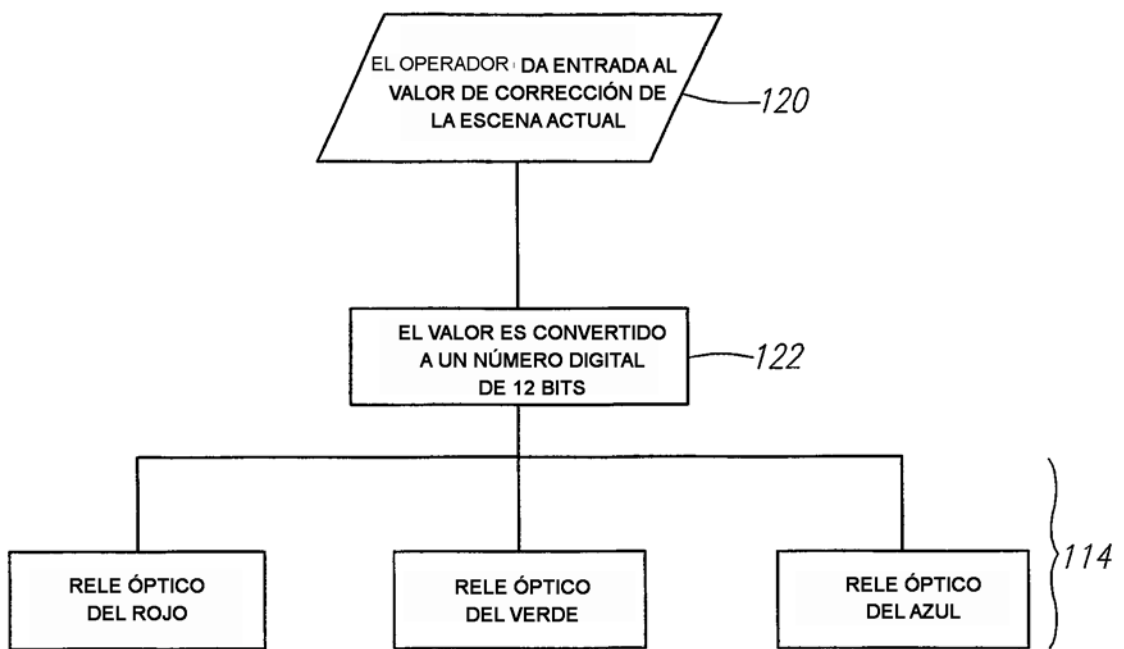 EL OPERADOR DA ENTRADA AL
VALOR DE CORRECCIÓN DE
LA ESCENA ACTUAL
120
EL VALOR ES CONVERTIDO
A UN NÚMERO DIGITAL
DE 12 BITS
122
RELE ÓPTICO
DEL ROJO
RELE ÓPTICO
DEL VERDE
RELE ÓPTICO
DEL AZUL
114